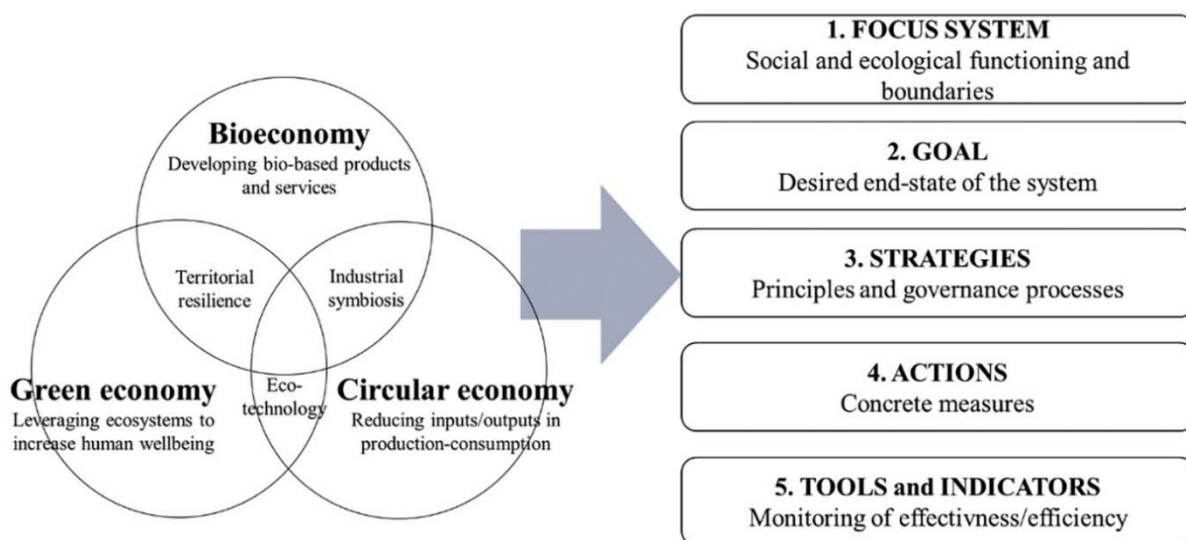 Bioeconomy
Developing bio-based products
and services
Territorial
resilience
Industrial
symbiosis
Green economy
Leveraging ecosystems to
increase human wellbeing
Eco-
technology
Circular economy
Reducing inputs/outputs in
production-consumption
1. FOCUS SYSTEM
Social and ecological functioning and
boundaries
2. GOAL
Desired end-state of the system
3. STRATEGIES
Principles and governance processes
4. ACTIONS
Concrete measures
5. TOOLS and INDICATORS
Monitoring of effectivness/efficiency